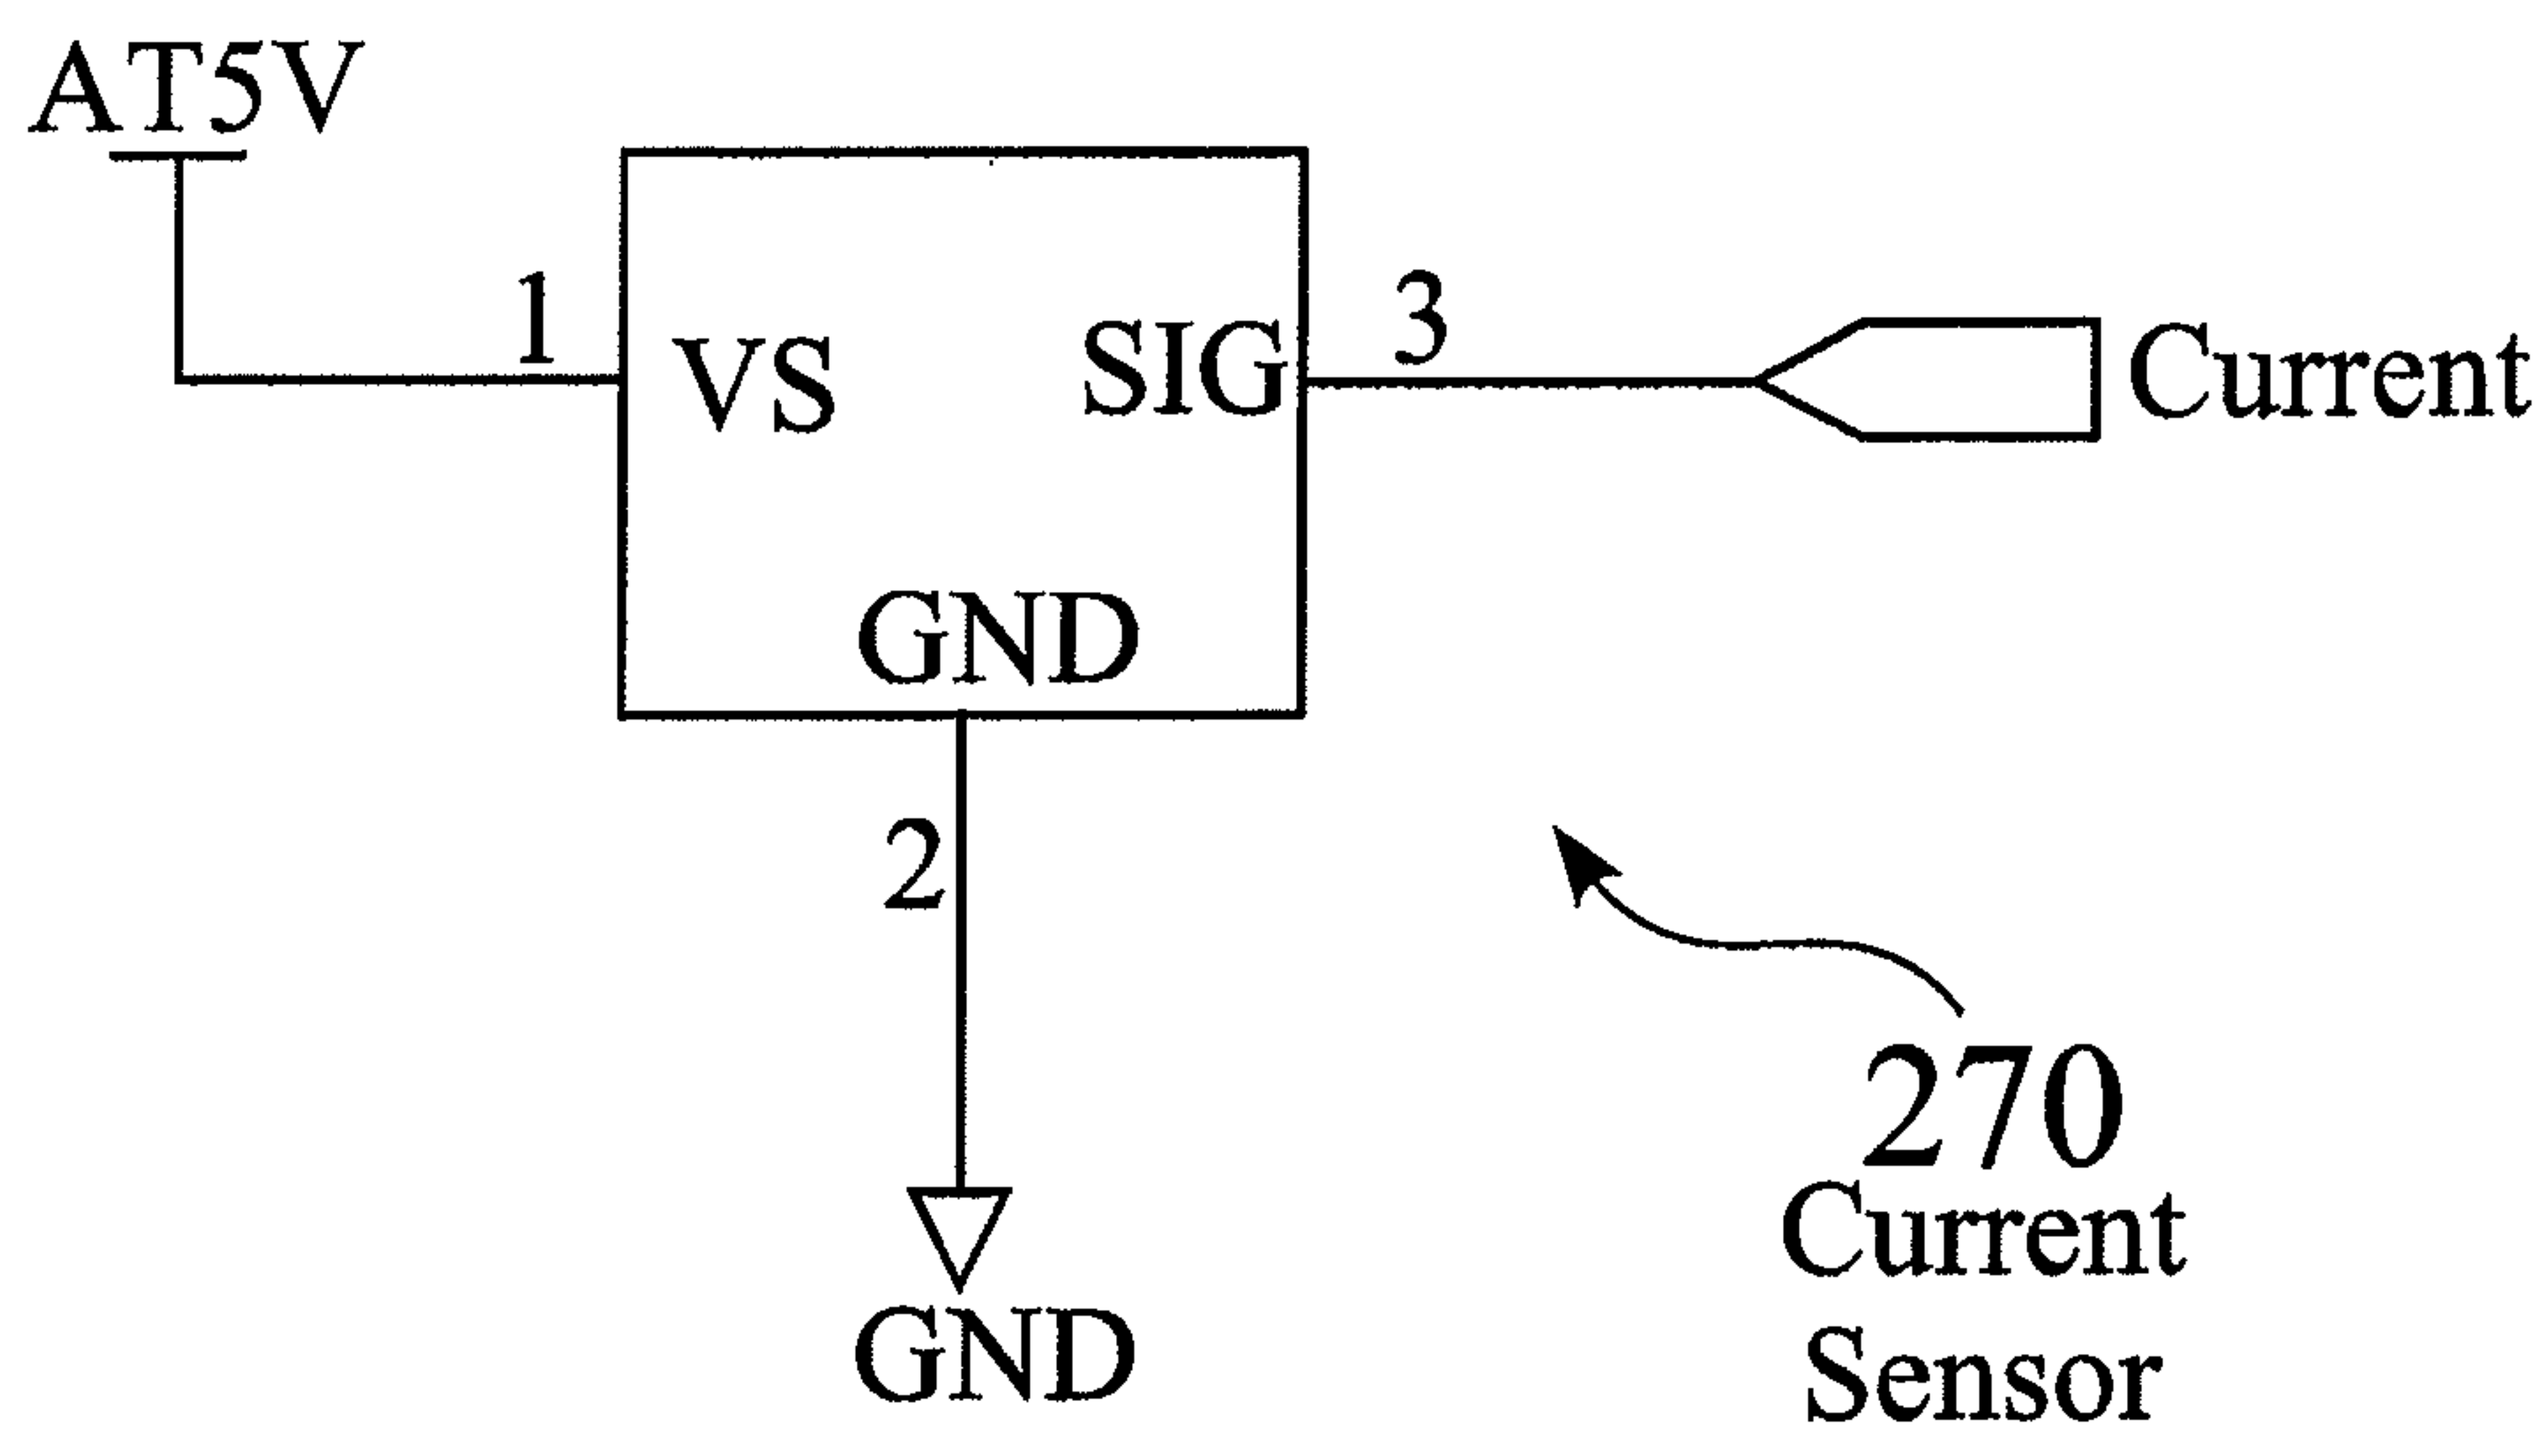 AT5V
1
VS
SIG
3
Current
GND
2
GND
270
Current
Sensor